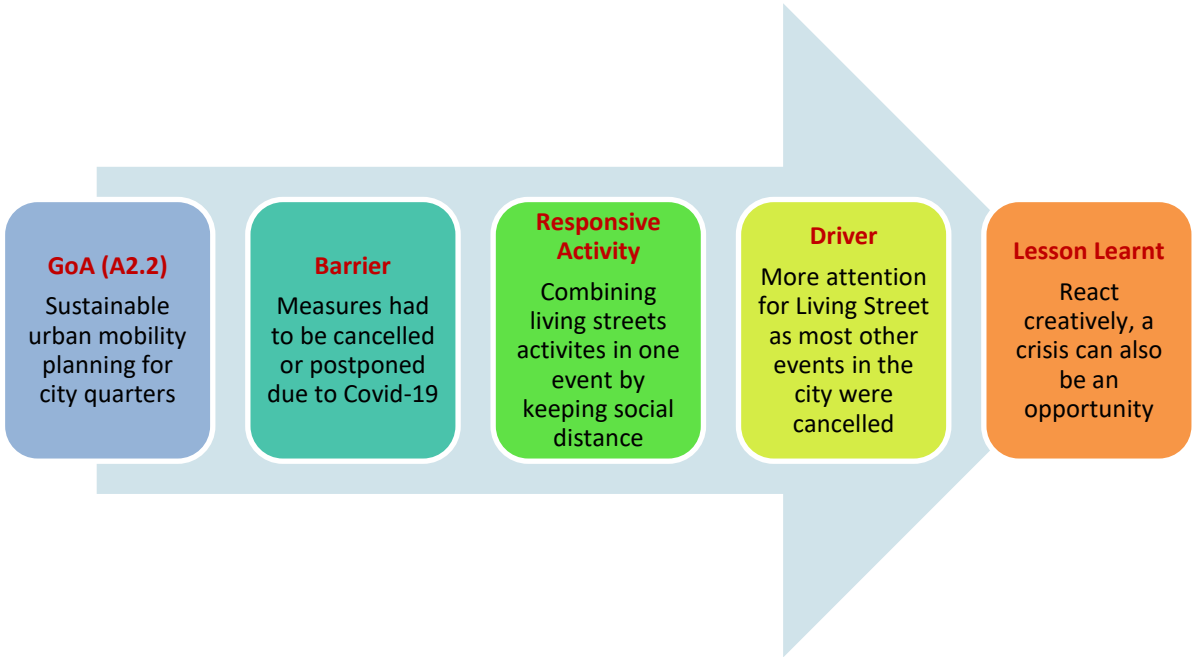 GoA (A2.2)
Sustainable
urban mobility
planning for
city quarters
Barrier
Measures had
to be cancelled
or postponed
due to Covid-19
Responsive
Activity
Combining
living streets
activites in one
event by
keeping social
distance
Driver
More attention
for Living Street
as most other
events in the
city were
cancelled
Lesson Learnt
React
creatively, a
crisis can also
be an
opportunity